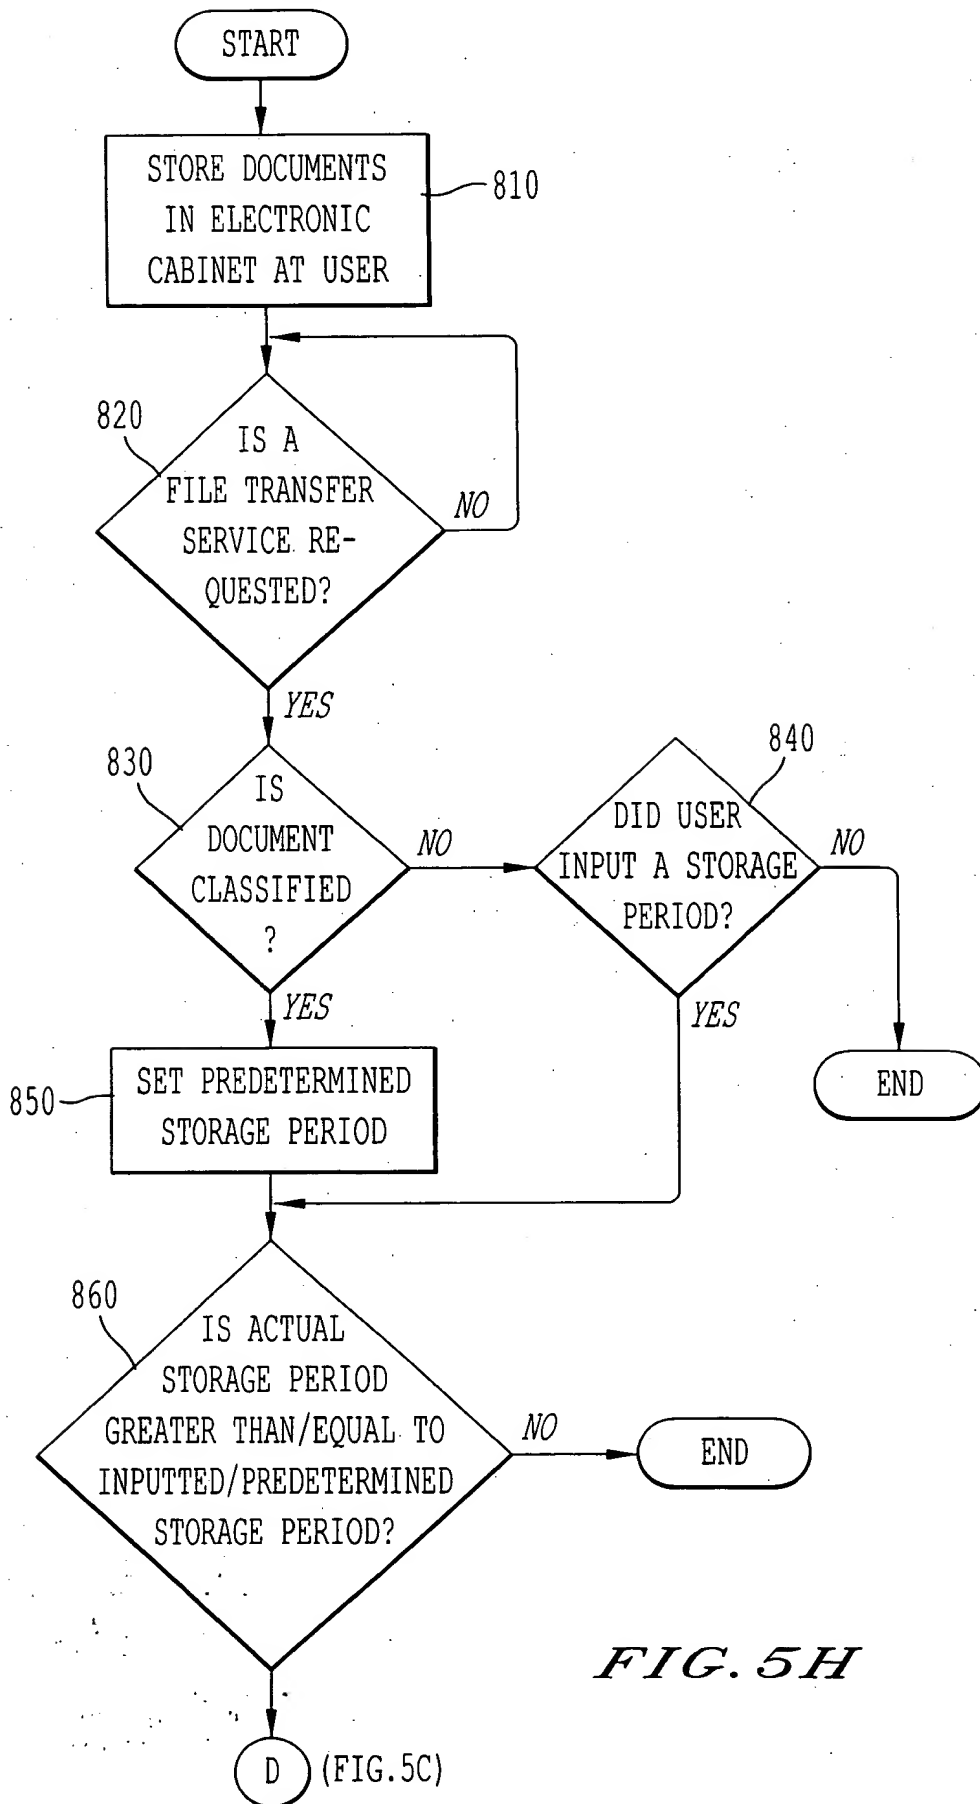 START
STORE DOCUMENTS
IN ELECTRONIC
CABINET AT USER
810
820
IS A
FILE TRANSFER
SERVICE RE-
QUESTED?
NO
YES
830
IS
DOCUMENT
CLASSIFIED
?
NO
840
DID USER
INPUT A STORAGE
PERIOD?
NO
YES
YES
END
850
SET PREDETERMINED
STORAGE PERIOD
860
IS ACTUAL
STORAGE PERIOD
GREATER THAN/EQUAL TO
INPUTTED/PREDETERMINED
STORAGE PERIOD?
NO
END
FIG. 5H
D (FIG.5C)